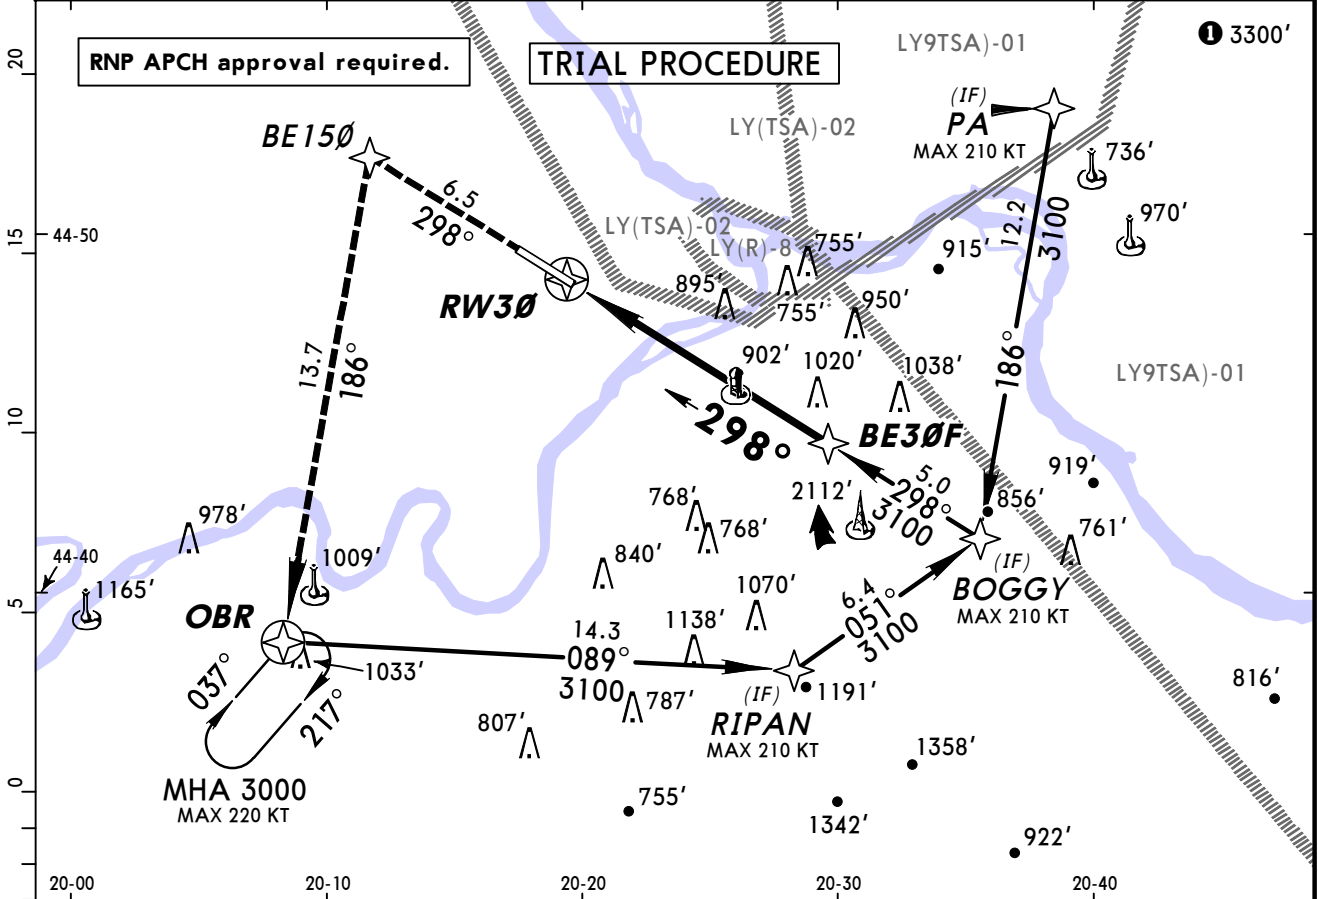 RNP APCH approval required.
TRIAL PROCEDURE
LY9TSA)-01
❶ 3300'
20
BE15Ø
LY(TSA)-02
(IF)
PA
MAX 210 KT
736'
970'
6.5
298°
12.2
3100
15
44-50
LY(TSA)-02
LY(R)-8
755'
915'
895'
755'
950'
RW3Ø
13.7
186°
902'
1020'
1038'
186°
LY9TSA)-01
10
298°
BE3ØF
919'
5.0
298°
3100
856'
978'
768'
768'
2112'
761'
44-40
1165'
1009'
840'
(IF)
BOGGY
MAX 210 KT
5
OBR
1070'
1138'
6.4
051°
3100
14.3
089°
3100
1033'
037°
217°
787'
807'
(IF)
RIPAN
MAX 210 KT
1191'
816'
1358'
0
MHA 3000
MAX 220 KT
755'
1342'
922'
20-00
20-10
20-20
20-30
20-40